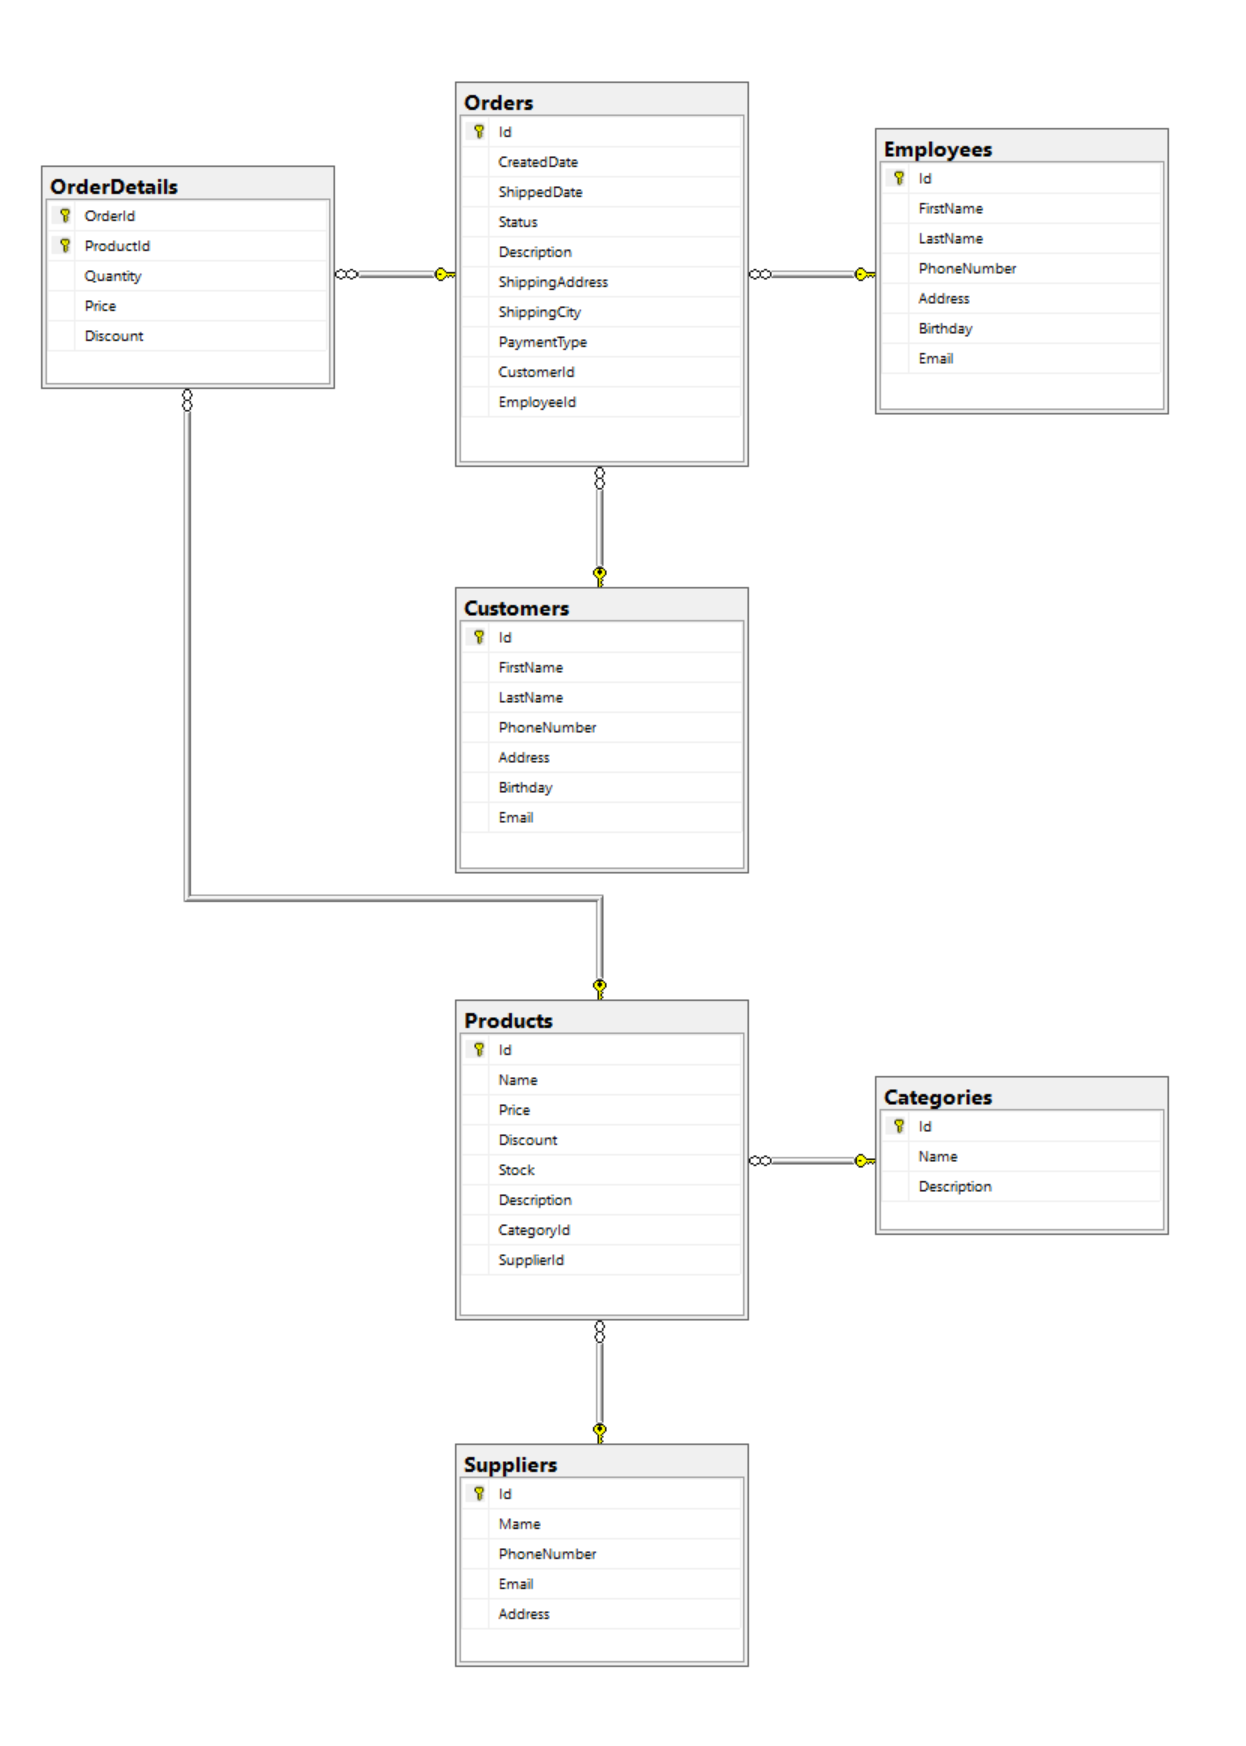 Orders
Id
CreatedDate
ShippedDate
Status
Description
ShippingAddress
ShippingCity
PaymentType
CustomerId
EmployeeId
Employees
Id
FirstName
LastName
PhoneNumber
Address
Birthday
Email
OrderDetails
OrderId
ProductId
Quantity
Price
Discount
Customers
Id
FirstName
LastName
PhoneNumber
Address
Birthday
Email
Products
Id
Name
Price
Discount
Stock
Description
CategoryId
SupplierId
Categories
Id
Name
Description
Suppliers
Id
Mame
PhoneNumber
Email
Address